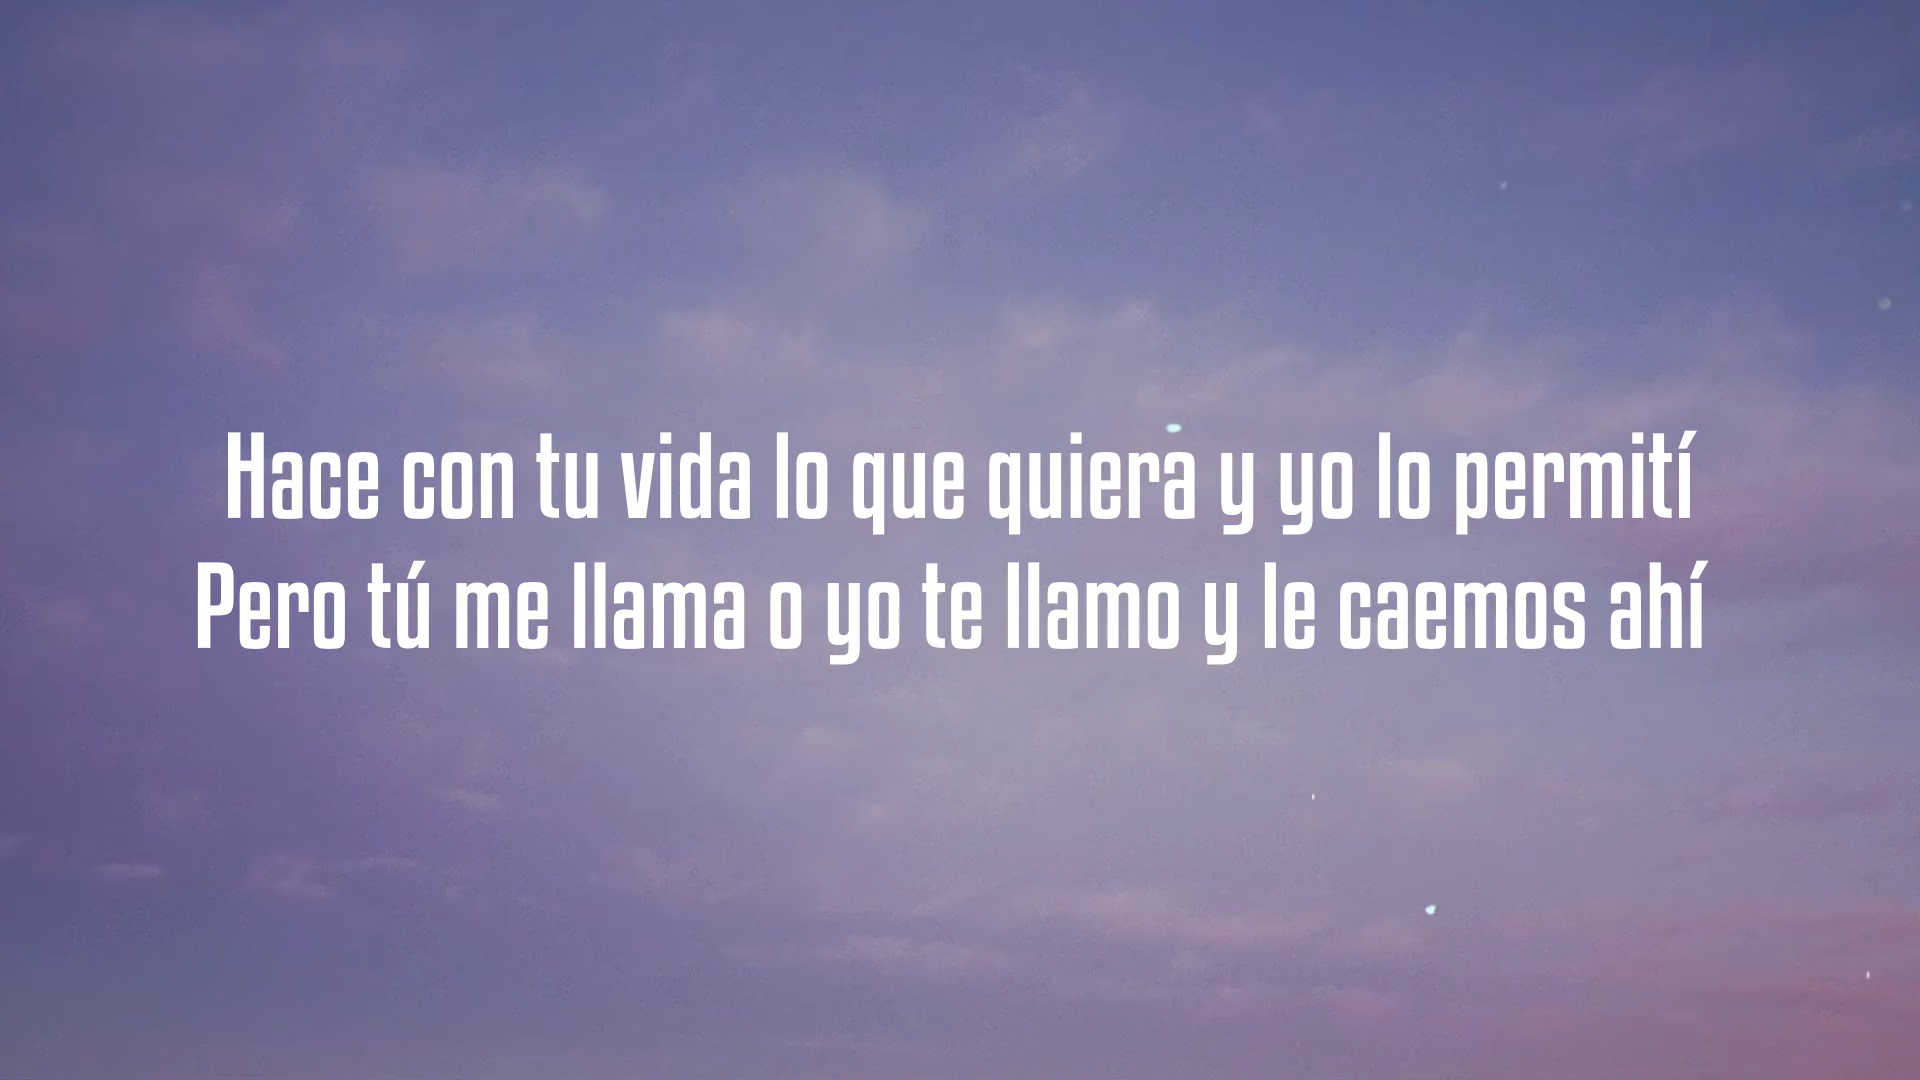 Hace con tu vida lo que quiera y yo lo permití
Pero tú me llama o yo te llamo y le caemos ahí